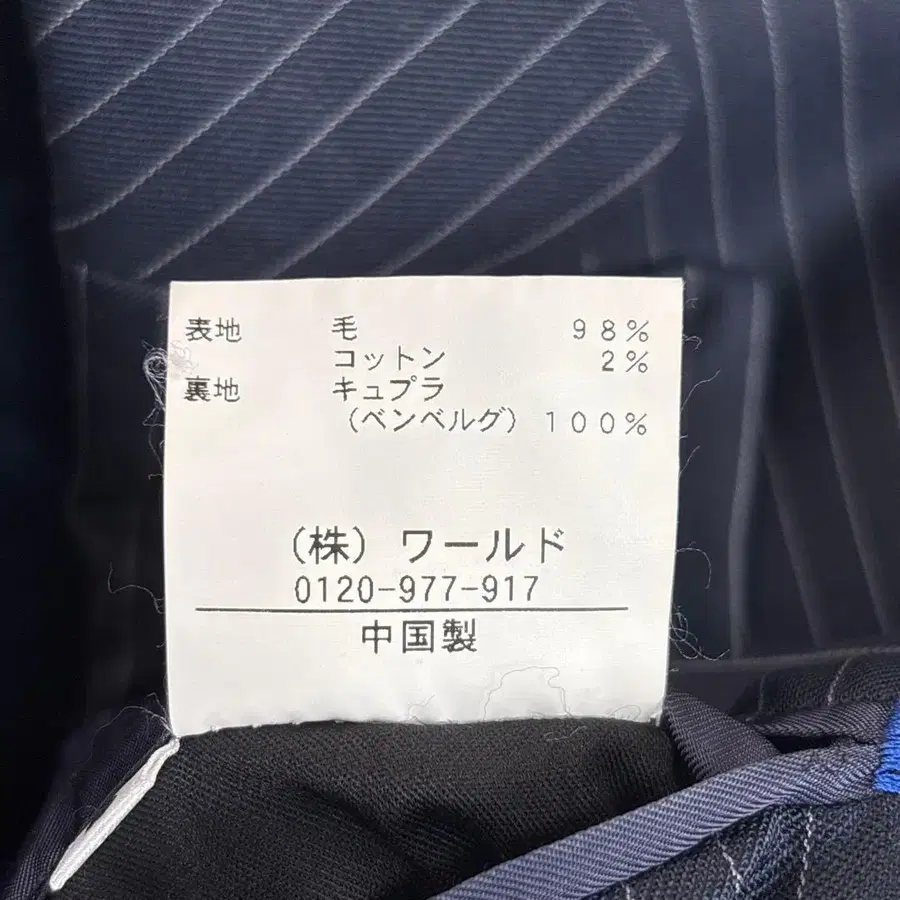 表地 毛 98%
コットン 2%
裏地 キュプラ
(ベンベルグ) 100%
(株) ワールド
0120-977-917
中国製